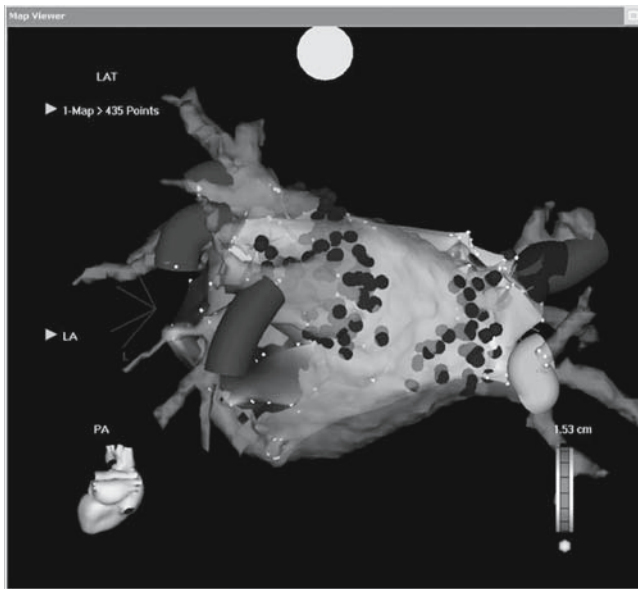 Map Viewer
LAT
1-Map > 435 Points
LA
PA
1.53 cm